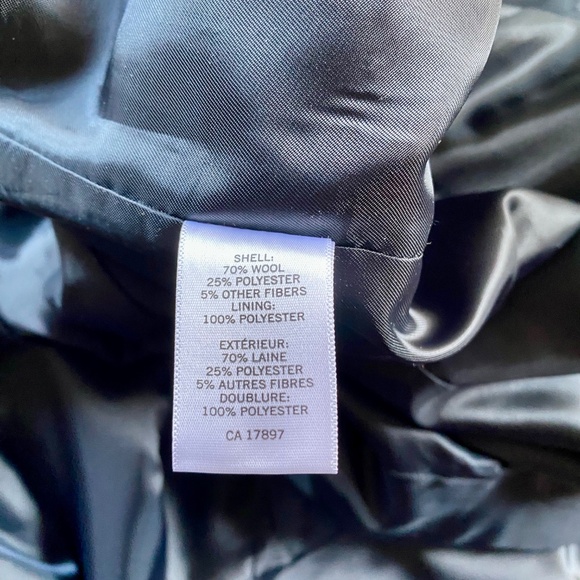 SHELL:
70% WOOL
25% POLYESTER
5% OTHER FIBERS
LINING:
100% POLYESTER
EXTÉRIEUR:
70% LAINE
25% POLYESTER
5% AUTRES FIBRES
DOUBLURE:
100% POLYESTER
CA 17897